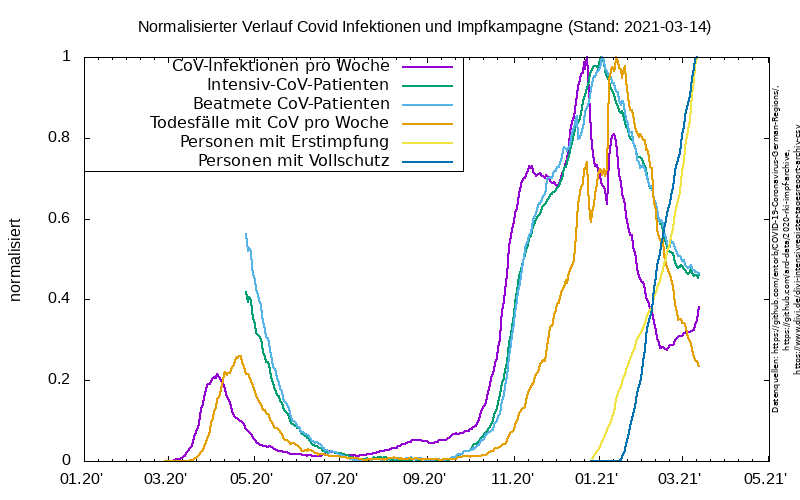 Normalisierter Verlauf Covid Infektionen und Impfkampagne (Stand: 2021-03-14)
normalisiert
1
0.8
0.6
0.4
0.2
0
CoV-Infektionen pro Woche
Intensiv-CoV-Patienten
Beatmete CoV-Patienten
Todesfälle mit CoV pro Woche
Personen mit Erstimpfung
Personen mit Vollschutz
01.20'
03.20'
05.20'
07.20'
09.20'
11.20'
01.21'
03.21'
05.21'
Datenquellen: https://github.com/entorb/COVID-19-Coronavirus-German-Regions/,
https://github.com/ard-data/2020-rki-impf-archive,
https://www.divi.de/divi-intensivregister-tagesreport-archiv-csv